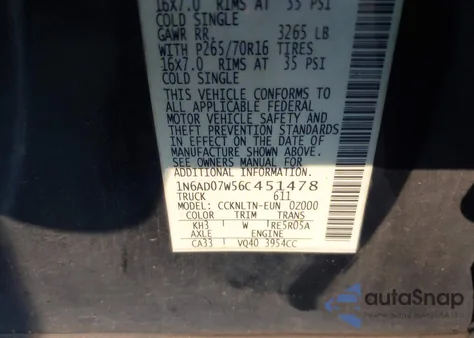 16X7.0 RIMS AT 35 PSI
COLD SINGLE
GAWR RR. 3265 LB
WITH P265/70R16 TIRES
16X7.0 RIMS AT 35 PSI
COLD SINGLE
THIS VEHICLE CONFORMS TO
ALL APPLICABLE FEDERAL
MOTOR VEHICLE SAFETY AND
THEFT PREVENTION
STANDARDS IN EFFECT ON
THE DATE OF MANUFACTURE
SHOWN ABOVE.
SEE OWNERS MANUAL FOR
ADDITIONAL INFORMATION.
1N6AD07W56C451478
TRUCK 611
MODEL: CCKNLTN-EUN 02000
COLOR TRIM TRANS
KH3 W RE5R05A
AXLE ENGINE
CA33 VQ40 3954CC
autoSnap